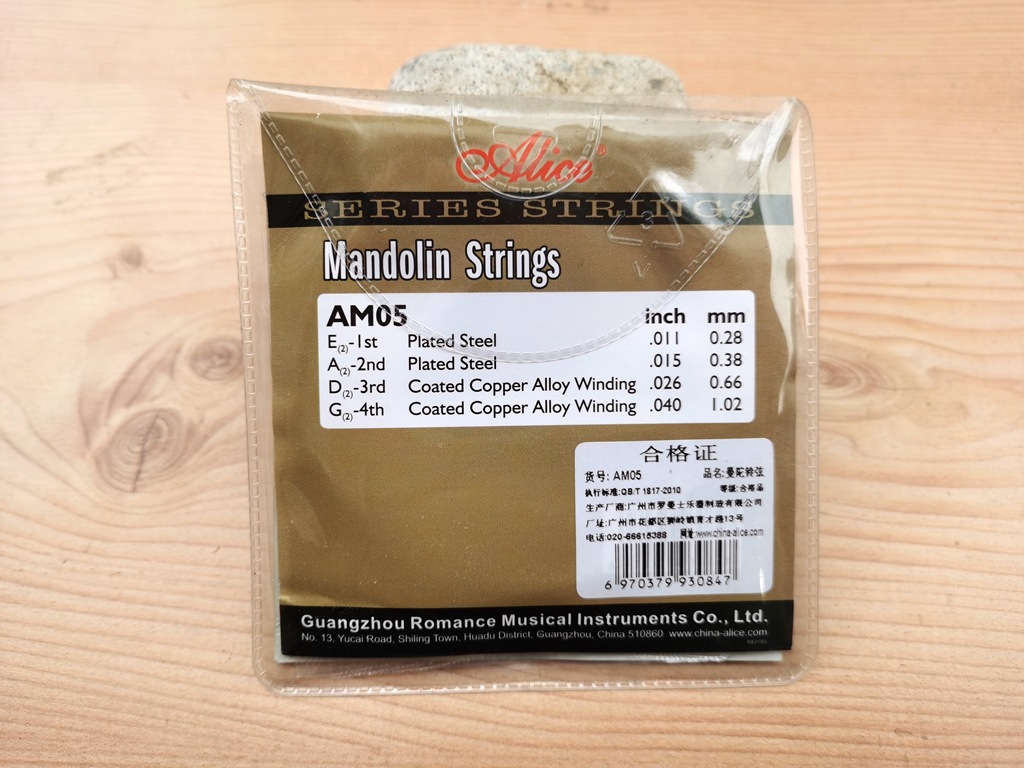 Alice®
SERIES STRINGS
3
V
Mandolin Strings
AM05 inch mm
E(2)-1st Plated Steel .011 0.28
A(2)-2nd Plated Steel .015 0.38
D(2)-3rd Coated Copper Alloy Winding .026 0.66
G(2)-4th Coated Copper Alloy Winding .040 1.02
合格证
货号: AM05 品名:曼陀铃弦
执行标准:QB/T 1817-2010 等级:合格品
生产厂商:广州市罗曼士乐器制造有限公司
厂址:广州市花都区狮岭镇育才路13号
电话:020-66615388 网址:www.china-alice.com
6 970379 930847
Guangzhou Romance Musical Instruments Co., Ltd.
No. 13, Yucai Road, Shiling Town, Huadu District, Guangzhou, China 510860 www.china-alice.com